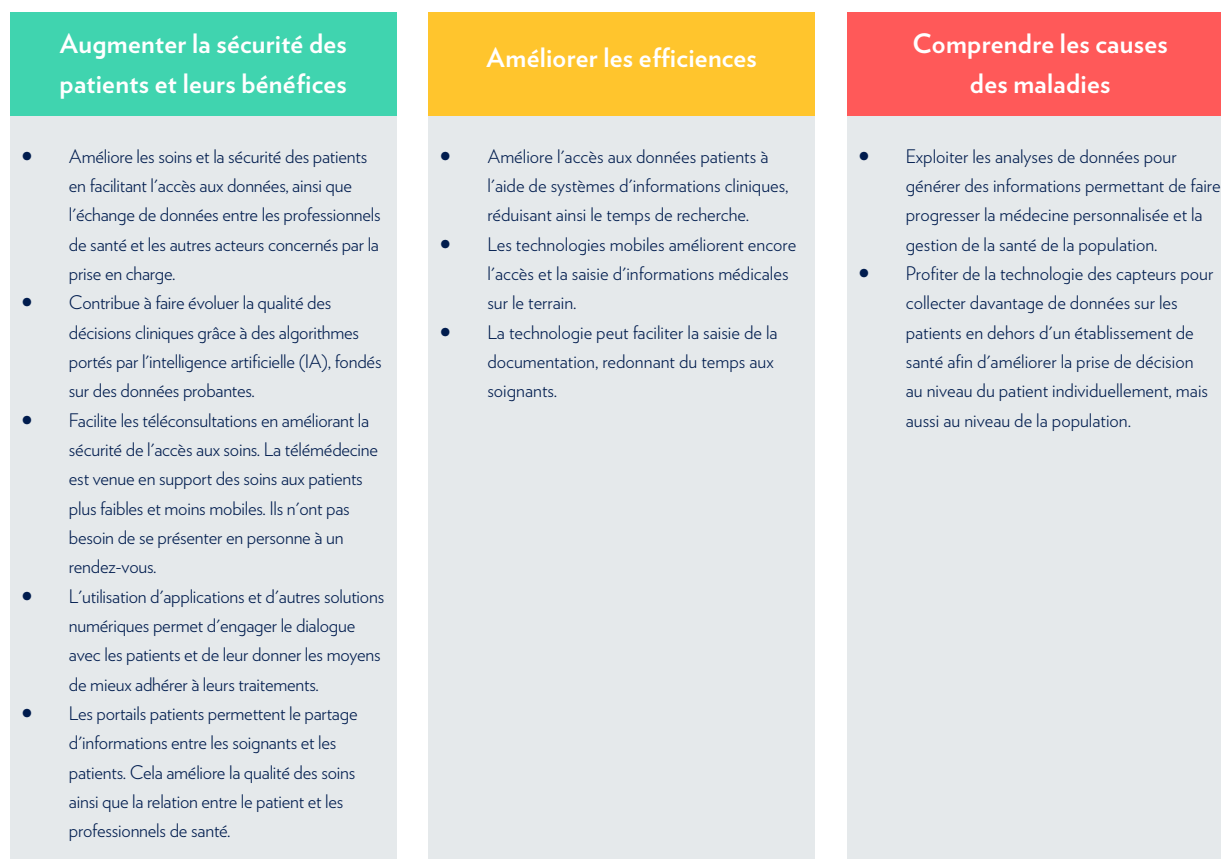 Augmenter la sécurité des
patients et leurs bénéfices
• Améliore les soins et la sécurité des patients
en facilitant l'accès aux données, ainsi que
l'échange de données entre les professionnels
de santé et les autres acteurs concernés par la
prise en charge.
• Contribue à faire évoluer la qualité des
décisions cliniques grâce à des algorithmes
portés par l'intelligence artificielle (IA), fondés
sur des données probantes.
• Facilite les téléconsultations en améliorant la
sécurité de l'accès aux soins. La télémédecine
est venue en support des soins aux patients
plus faibles et moins mobiles. Ils n'ont pas
besoin de se présenter en personne à un
rendez-vous.
• L'utilisation d'applications et d'autres solutions
numériques permet d'engager le dialogue
avec les patients et de leur donner les moyens
de mieux adhérer à leurs traitements.
• Les portails patients permettent le partage
d'informations entre les soignants et les
patients. Cela améliore la qualité des soins
ainsi que la relation entre le patient et les
professionnels de santé.
Améliorer les efficiences
• Améliore l'accès aux données patients à
l'aide de systèmes d'informations cliniques,
réduisant ainsi le temps de recherche.
• Les technologies mobiles améliorent encore
l'accès et la saisie d'informations médicales
sur le terrain.
• La technologie peut faciliter la saisie de la
documentation, redonnant du temps aux
soignants.
Comprendre les causes
des maladies
• Exploiter les analyses de données pour
générer des informations permettant de faire
progresser la médecine personnalisée et la
gestion de la santé de la population.
• Profiter de la technologie des capteurs pour
collecter davantage de données sur les
patients en dehors d'un établissement de
santé afin d'améliorer la prise de décision
au niveau du patient individuellement, mais
aussi au niveau de la population.